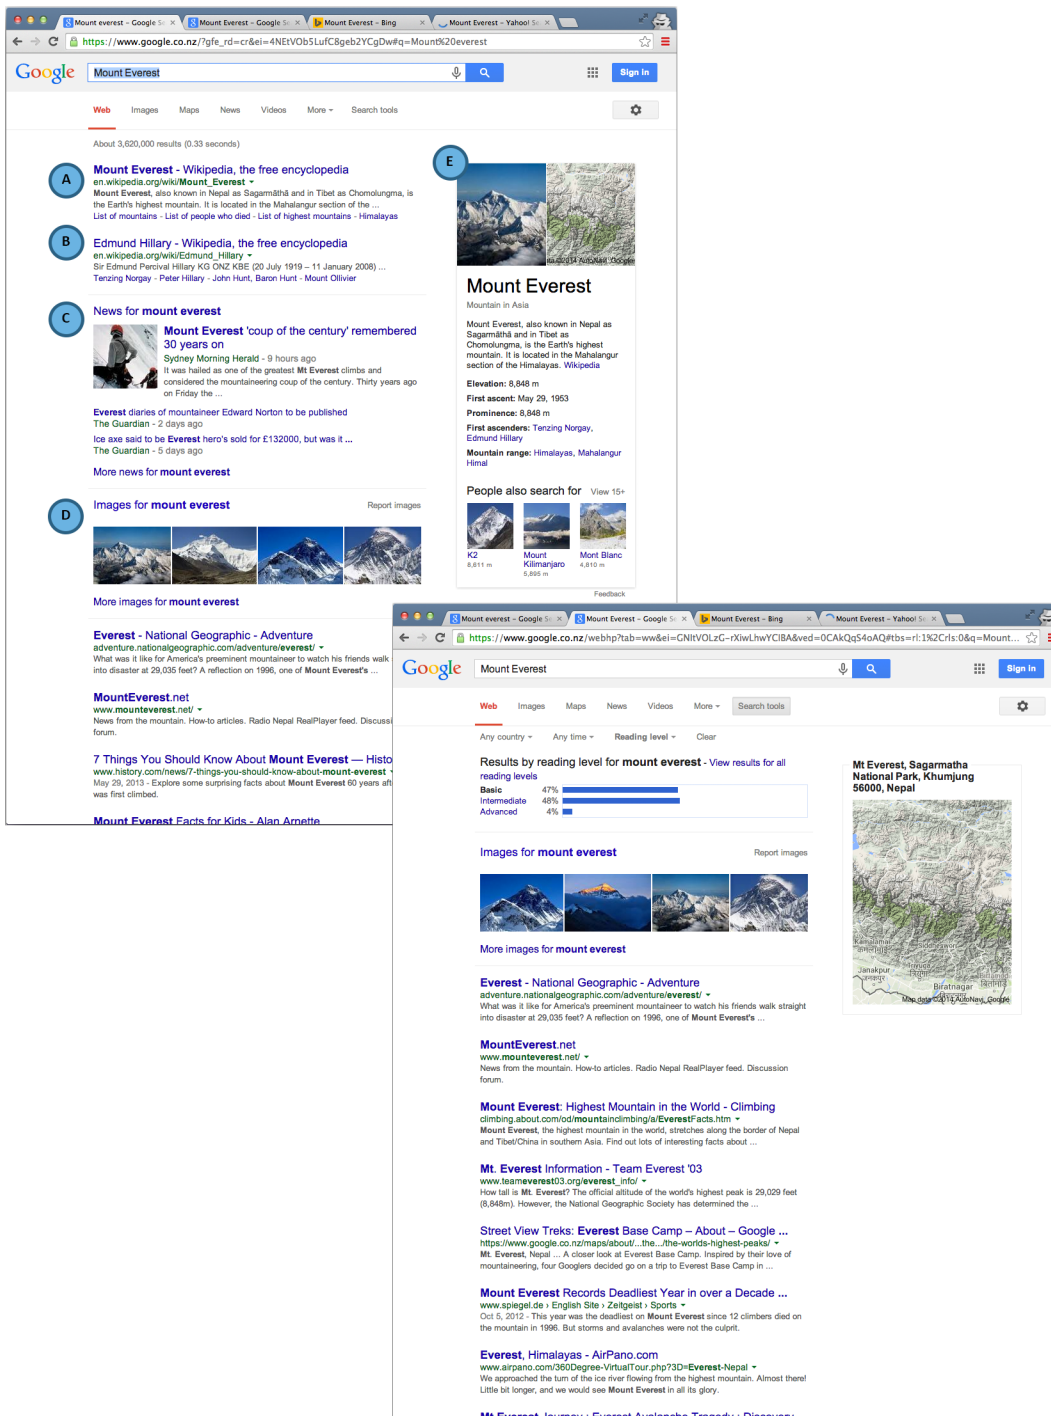 Mount everest – Google Se
Mount Everest – Google Se
Mount Everest – Bing
Mount Everest – Yahoo! Se
https://www.google.co.nz/?gfe_rd=cr&ei=4NEtVOb5LufC8geb2YCgDw#q=Mount%20everest
Google
Mount Everest
Sign in
Web Images Maps News Videos More Search tools
About 3,620,000 results (0.33 seconds)
A
Mount Everest - Wikipedia, the free encyclopedia
en.wikipedia.org/wiki/Mount_Everest
Mount Everest, also known in Nepal as Sagarmāthā and in Tibet as Chomolungma, is
the Earth's highest mountain. It is located in the Mahalangur section of the ...
List of mountains - List of people who died - List of highest mountains - Himalayas
B
Edmund Hillary - Wikipedia, the free encyclopedia
en.wikipedia.org/wiki/Edmund_Hillary
Sir Edmund Percival Hillary KG ONZ KBE (20 July 1919 – 11 January 2008) ...
Tenzing Norgay - Peter Hillary - John Hunt, Baron Hunt - Mount Ollivier
C
News for mount everest
Mount Everest 'coup of the century' remembered
30 years on
Sydney Morning Herald - 9 hours ago
It was hailed as one of the greatest Mt Everest climbs and
considered the mountaineering coup of the century. Thirty years ago
on Friday the ...
Everest diaries of mountaineer Edward Norton to be published
The Guardian - 2 days ago
Ice axe said to be Everest hero's sold for £132000, but was it ...
The Guardian - 5 days ago
More news for mount everest
D
Images for mount everest
Report images
More images for mount everest
Everest - National Geographic - Adventure
adventure.nationalgeographic.com/adventure/everest/
What was it like for America's preeminent mountaineer to watch his friends walk
into disaster at 29,035 feet? A reflection on 1996, one of Mount Everest's ...
MountEverest.net
www.mounteverest.net/
News from the mountain. How-to articles. Radio Nepal RealPlayer feed. Discussi
forum.
7 Things You Should Know About Mount Everest — Histo
www.history.com/news/7-things-you-should-know-about-mount-everest
May 29, 2013 - Explore some surprising facts about Mount Everest 60 years aft
was first climbed.
Mount Everest Facts for Kids - Alan Arnette
E
©2014 AutoNavi, Google
Mount Everest
Mountain in Asia
Mount Everest, also known in Nepal as
Sagarmāthā and in Tibet as
Chomolungma, is the Earth's highest
mountain. It is located in the Mahalangur
section of the Himalayas. Wikipedia
Elevation: 8,848 m
First ascent: May 29, 1953
Prominence: 8,848 m
First ascenders: Tenzing Norgay,
Edmund Hillary
Mountain range: Himalayas, Mahalangur
Himal
People also search for View 15+
K2
8,611 m
Mount
Kilimanjaro
5,895 m
Mont Blanc
4,810 m
Feedback
Mount everest – Google Se
Mount Everest – Google Se
Mount Everest – Bing
Mount Everest – Yahoo! Se
https://www.google.co.nz/webhp?tab=ww&ei=GNItVOLzG-rXiwLhwYCIBA&ved=0CAkQqS4oAQ#tbs=rl:1%2Crls:0&q=Mount...
Google
Mount Everest
Sign in
Web Images Maps News Videos More Search tools
Any country Any time Reading level Clear
Results by reading level for mount everest - View results for all
reading levels
Basic 47%
Intermediate 48%
Advanced 4%
Images for mount everest
Report images
More images for mount everest
Everest - National Geographic - Adventure
adventure.nationalgeographic.com/adventure/everest/
What was it like for America's preeminent mountaineer to watch his friends walk straight
into disaster at 29,035 feet? A reflection on 1996, one of Mount Everest's ...
MountEverest.net
www.mounteverest.net/
News from the mountain. How-to articles. Radio Nepal RealPlayer feed. Discussion
forum.
Mount Everest: Highest Mountain in the World - Climbing
climbing.about.com/od/mountainclimbing/a/EverestFacts.htm
Mount Everest, the highest mountain in the world, stretches along the border of Nepal
and Tibet/China in southern Asia. Find out lots of interesting facts about ...
Mt. Everest Information - Team Everest '03
www.teameverest03.org/everest_info/
How tall is Mt. Everest? The official altitude of the world's highest peak is 29,029 feet
(8,848m). However, the National Geographic Society has determined the ...
Street View Treks: Everest Base Camp – About – Google ...
https://www.google.co.nz/maps/about/...the.../the-worlds-highest-peaks/
Mt. Everest, Nepal ... A closer look at Everest Base Camp. Inspired by their love of
mountaineering, four Googlers decided go on a trip to Everest Base Camp in ...
Mount Everest Records Deadliest Year in over a Decade ...
www.spiegel.de › English Site › Zeitgeist › Sports
Oct 5, 2012 - This year was the deadliest on Mount Everest since 12 climbers died on
the mountain in 1996. But storms and avalanches were not the culprit.
Everest, Himalayas - AirPano.com
www.airpano.com/360Degree-VirtualTour.php?3D=Everest-Nepal
We approached the turn of the ice river flowing from the highest mountain. Almost there!
Little bit longer, and we would see Mount Everest in all its glory.
Mt Everest Journey : Everest Avalanche Tragedy : Discovery
Mt Everest, Sagarmatha
National Park, Khumjung
56000, Nepal
Janakpur
Biratnagar
Map data ©2014 AutoNavi, Google